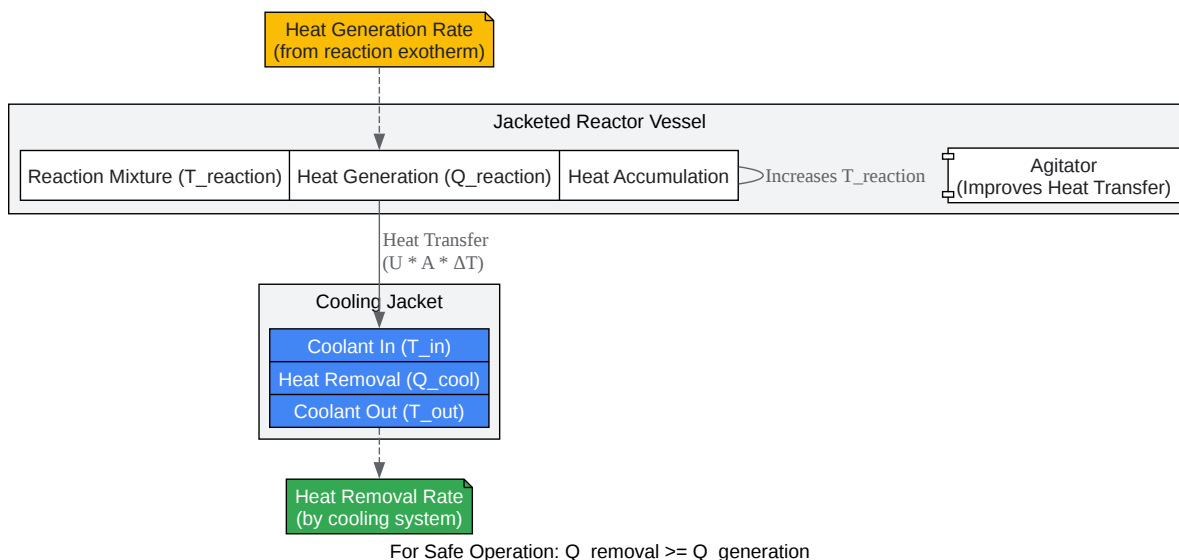 Heat Generation Rate
(from reaction exotherm)
Jacketed Reactor Vessel
Reaction Mixture (T_reaction)
Heat Generation (Q_reaction)
Heat Accumulation
Increases T_reaction
Agitator
(Improves Heat Transfer)
Heat Transfer
(U * A * ΔT)
Cooling Jacket
Coolant In (T_in)
Heat Removal (Q_cool)
Coolant Out (T_out)
Heat Removal Rate
(by cooling system)
For Safe Operation: Q_removal >= Q_generation